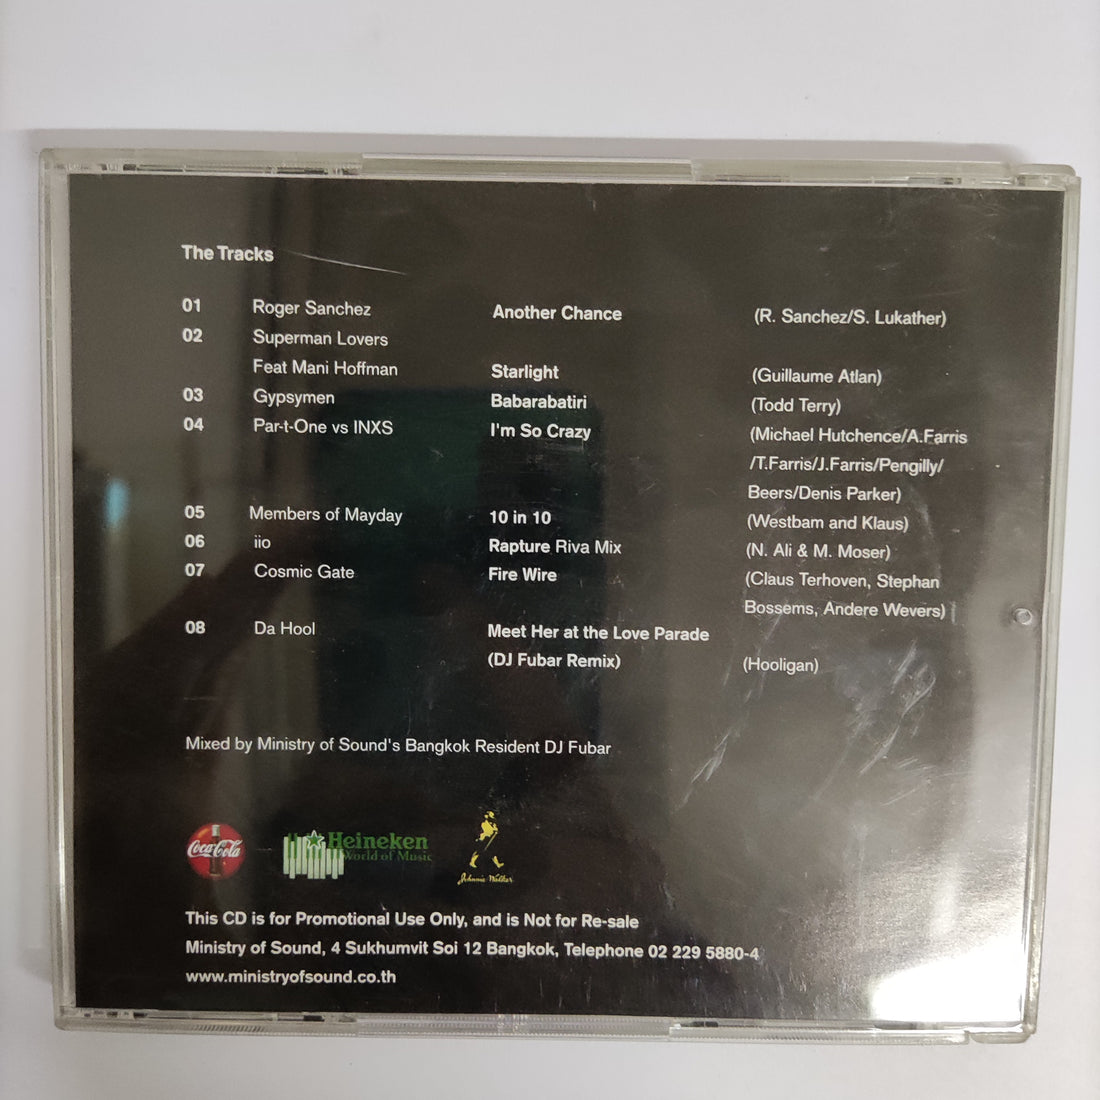 The Tracks
01 Roger Sanchez Another Chance (R. Sanchez/S. Lukather)
02 Superman Lovers
Feat Mani Hoffman Starlight (Guillaume Atlan)
03 Gypsymen Babarabatiri (Todd Terry)
04 Par-t-One vs INXS I'm So Crazy (Michael Hutchence/A.Farris
/T.Farris/J.Farris/Pengilly/
Beers/Denis Parker)
05 Members of Mayday 10 in 10 (Westbam and Klaus)
06 iio Rapture Riva Mix (N. Ali & M. Moser)
07 Cosmic Gate Fire Wire (Claus Terhoven, Stephan
Bossems, Andere Wevers)
08 Da Hool Meet Her at the Love Parade
(DJ Fubar Remix) (Hooligan)
Mixed by Ministry of Sound's Bangkok Resident DJ Fubar
Coca-Cola
Heineken
World of Music
Johnnie Walker
This CD is for Promotional Use Only, and is Not for Re-sale
Ministry of Sound, 4 Sukhumvit Soi 12 Bangkok, Telephone 02 229 5880-4
www.ministryofsound.co.th